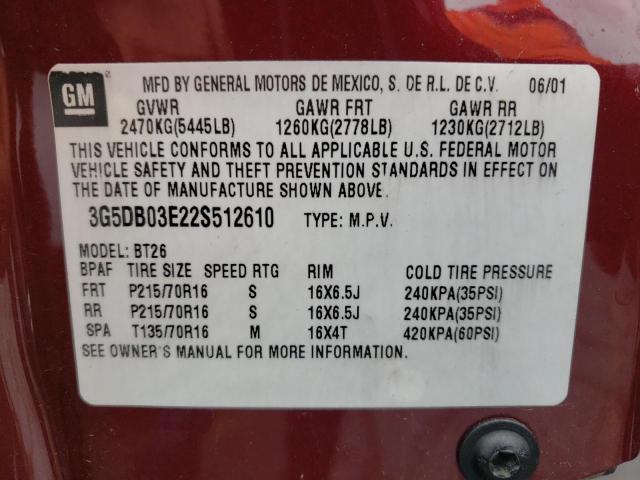 GM
MFD BY GENERAL MOTORS DE MEXICO, S. DE R.L. DE C.V. 06/01
GVWR GAWR FRT GAWR RR
2470KG(5445LB) 1260KG(2778LB) 1230KG(2712LB)
THIS VEHICLE CONFORMS TO ALL APPLICABLE U.S. FEDERAL MOTOR
VEHICLE SAFETY AND THEFT PREVENTION STANDARDS IN EFFECT
ON THE DATE OF MANUFACTURE SHOWN ABOVE.
3G5DB03E22S512610 TYPE: M.P.V.
MODEL: BT26
BPAF TIRE SIZE SPEED RTG RIM COLD TIRE PRESSURE
FRT P215/70R16 S 16X6.5J 240KPA(35PSI)
RR P215/70R16 S 16X6.5J 240KPA(35PSI)
SPA T135/70R16 M 16X4T 420KPA(60PSI)
SEE OWNER'S MANUAL FOR MORE INFORMATION.